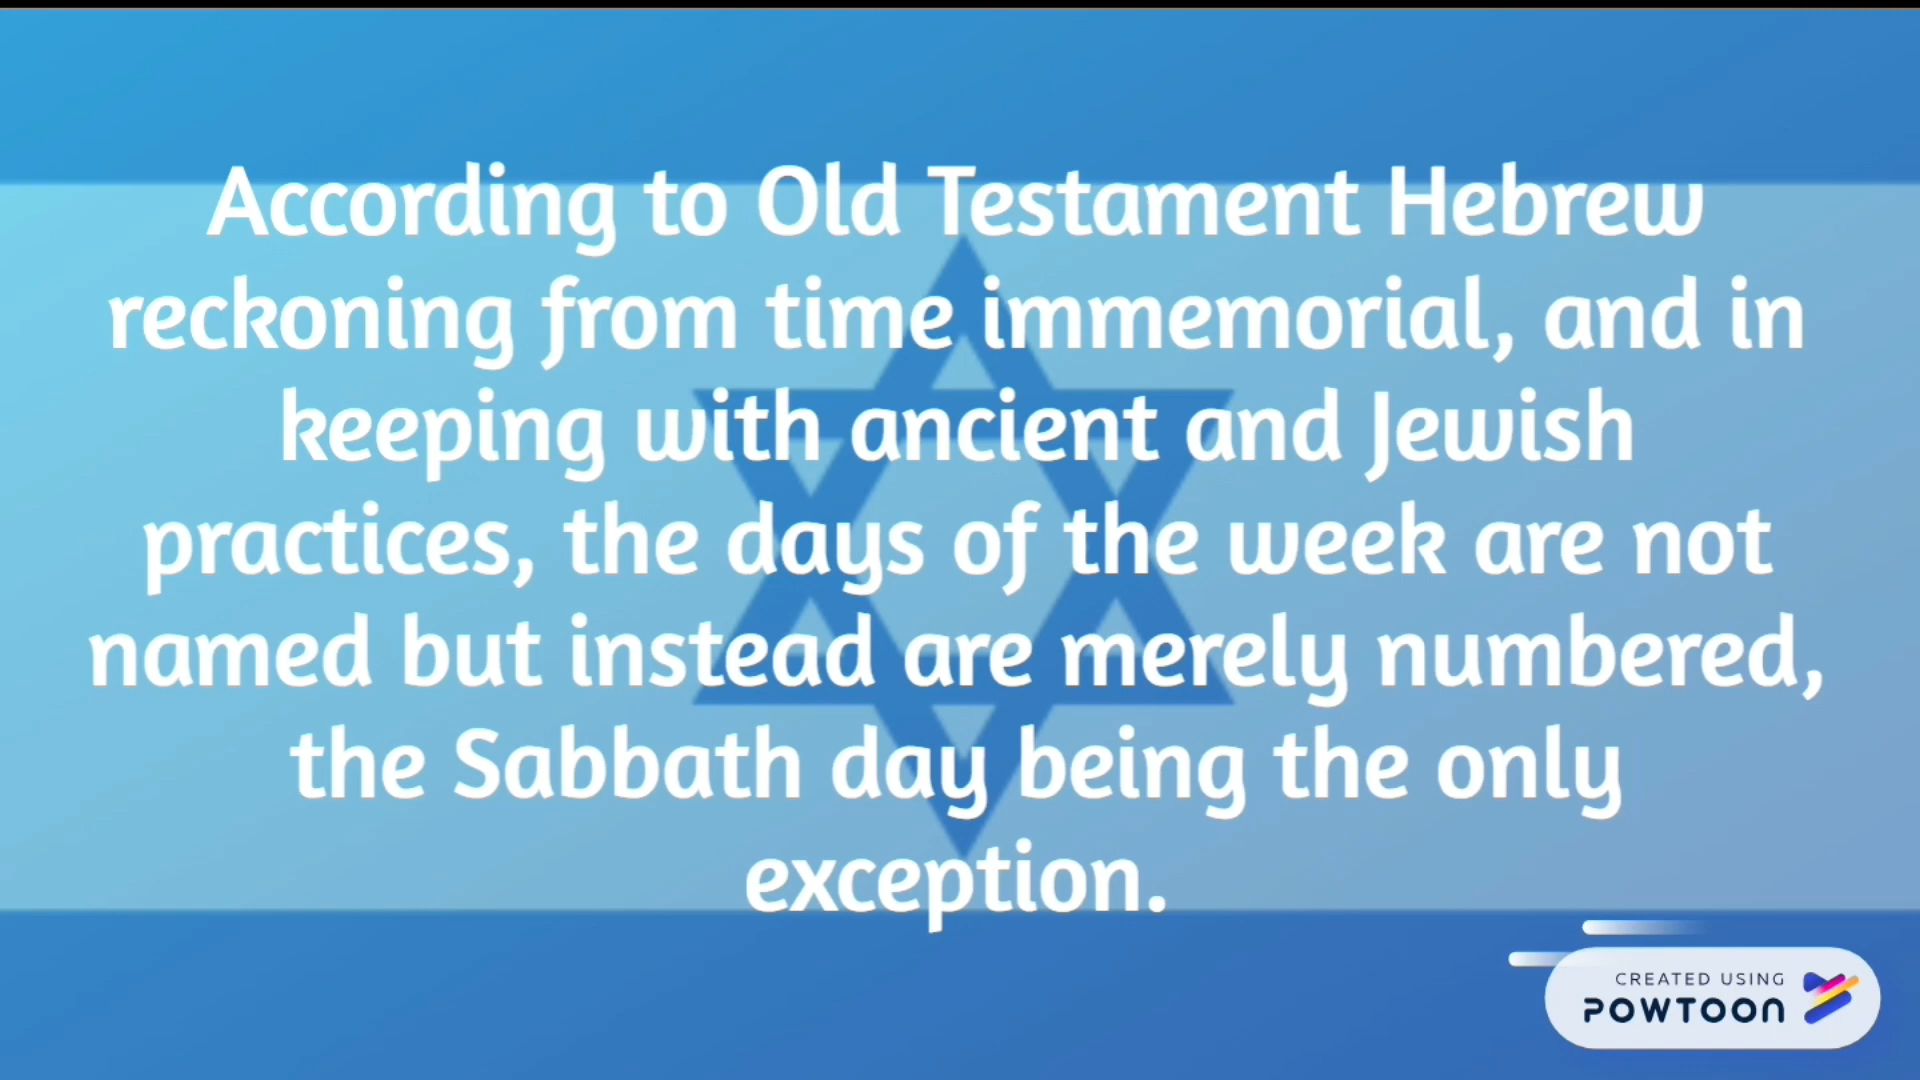 According to Old Testament Hebrew
reckoning from time immemorial, and in
keeping with ancient and Jewish
practices, the days of the week are not
named but instead are merely numbered,
the Sabbath day being the only
exception.
CREATED USING
POWTOON